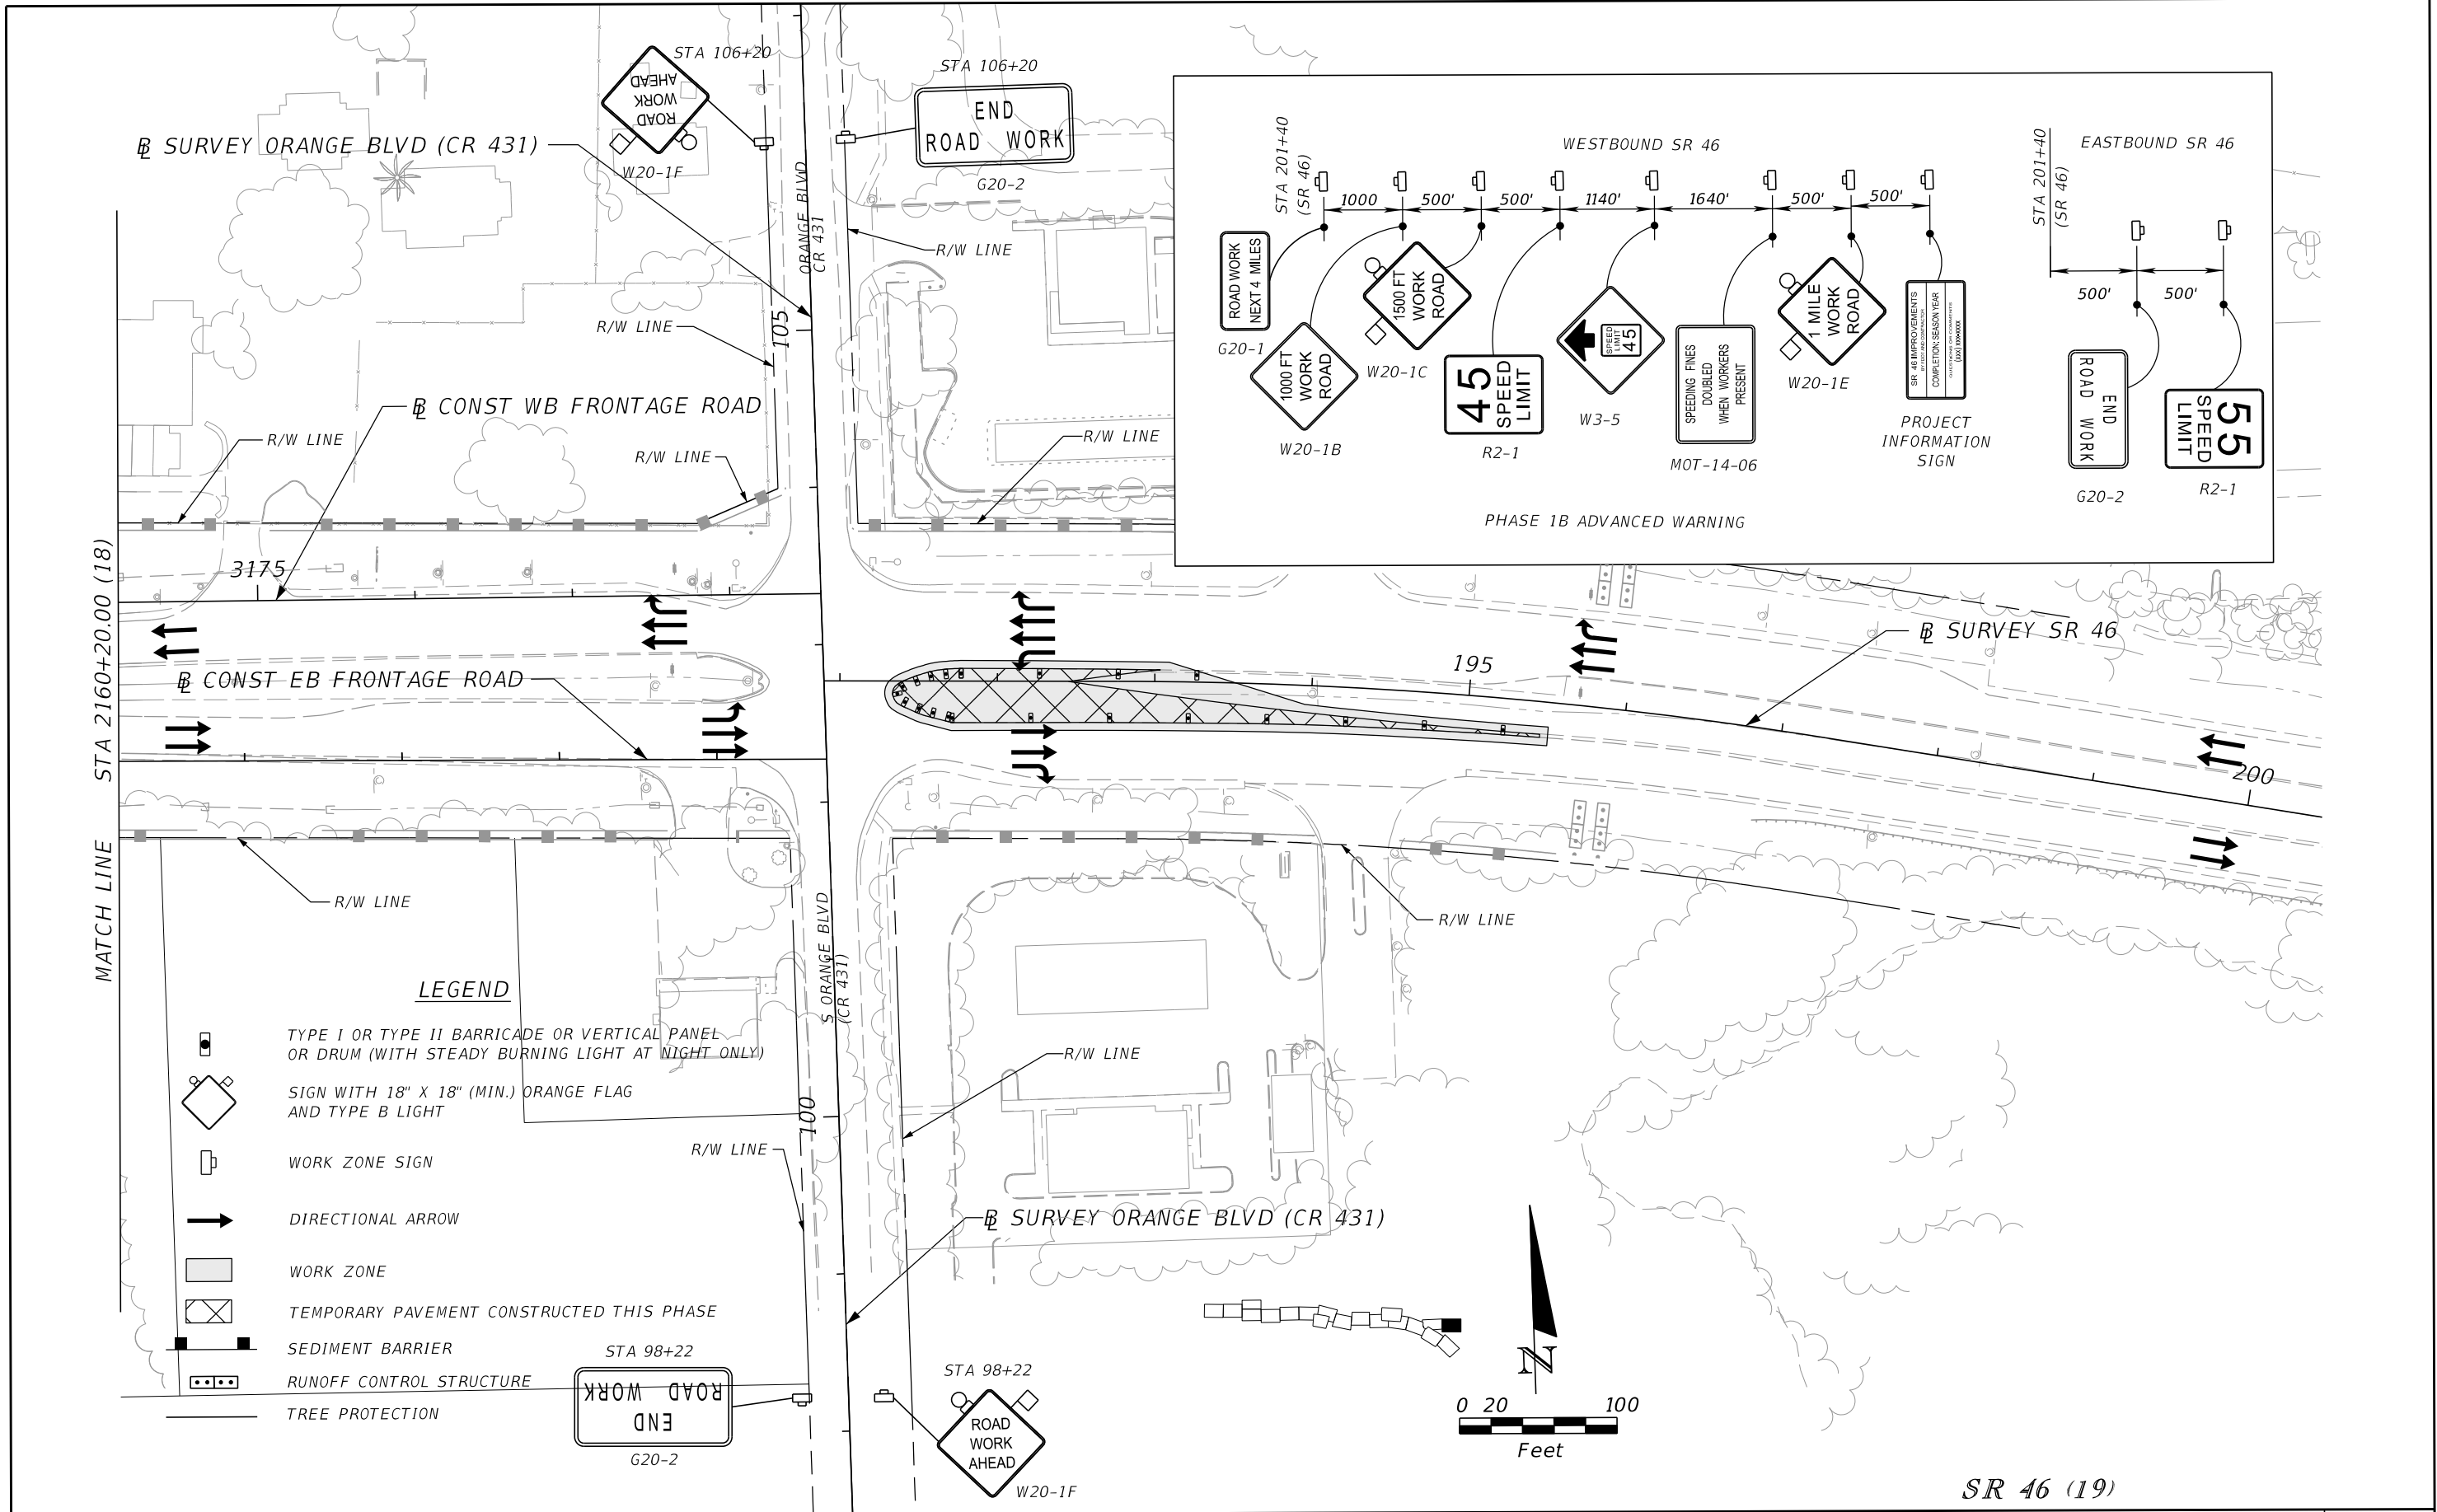 STA 106+20
ROAD
WORK
AHEAD
W20-1F
STA 106+20
END
ROAD WORK
G20-2
℄ SURVEY ORANGE BLVD (CR 431)
ORANGE BLVD
CR 431
R/W LINE
R/W LINE
105
℄ CONST WB FRONTAGE ROAD
R/W LINE
R/W LINE
R/W LINE
3175
MATCH LINE STA 2160+20.00 (18)
℄ CONST EB FRONTAGE ROAD
STA 201+40
(SR 46)
WESTBOUND SR 46
1000
500'
500'
1140'
1640'
500'
500'
ROAD WORK
NEXT 4 MILES
G20-1
1000 FT
WORK
ROAD
W20-1B
1500 FT
WORK
ROAD
W20-1C
45
SPEED
LIMIT
R2-1
SPEED
LIMIT
45
W3-5
SPEEDING FINES
DOUBLED
WHEN WORKERS
PRESENT
MOT-14-06
1 MILE
WORK
ROAD
W20-1E
SR 46 IMPROVEMENTS
COMPLETION: SEASON YEAR
PROJECT
INFORMATION
SIGN
STA 201+40
(SR 46)
EASTBOUND SR 46
500'
500'
END
ROAD WORK
G20-2
55
SPEED
LIMIT
R2-1
PHASE 1B ADVANCED WARNING
℄ SURVEY SR 46
195
200
R/W LINE
R/W LINE
S ORANGE BLVD
(CR 431)
R/W LINE
100
R/W LINE
℄ SURVEY ORANGE BLVD (CR 431)
LEGEND
TYPE I OR TYPE II BARRICADE OR VERTICAL PANEL
OR DRUM (WITH STEADY BURNING LIGHT AT NIGHT ONLY)
SIGN WITH 18" X 18" (MIN.) ORANGE FLAG
AND TYPE B LIGHT
WORK ZONE SIGN
DIRECTIONAL ARROW
WORK ZONE
TEMPORARY PAVEMENT CONSTRUCTED THIS PHASE
SEDIMENT BARRIER
RUNOFF CONTROL STRUCTURE
TREE PROTECTION
STA 98+22
END
ROAD WORK
G20-2
STA 98+22
ROAD
WORK
AHEAD
W20-1F
N
0 20 100
Feet
SR 46 (19)